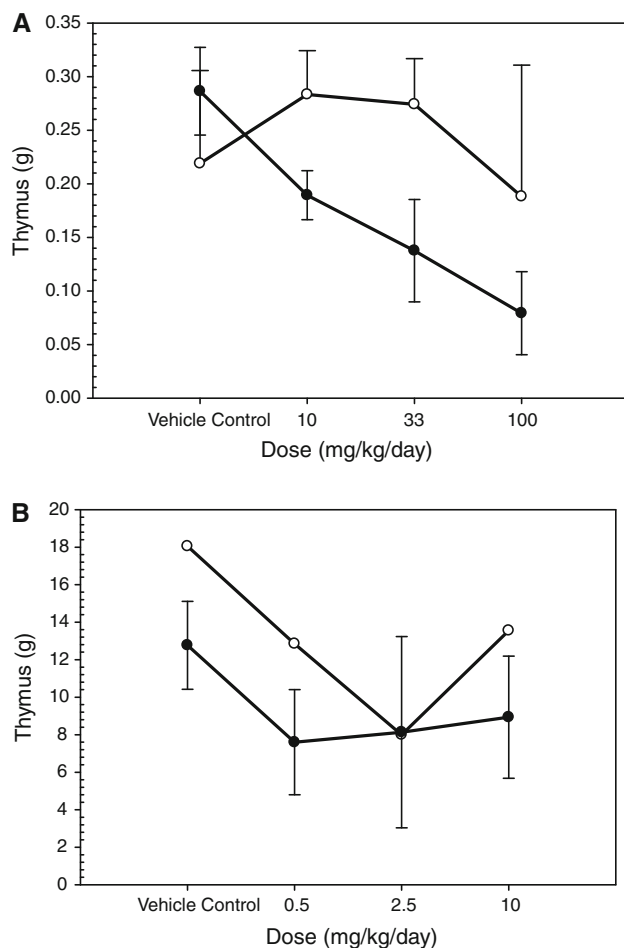 A
0.35
0.30
0.25
0.20
0.15
0.10
0.05
0.00
Thymus (g)
Vehicle Control 10 33 100
Dose (mg/kg/day)
B
20
18
16
14
12
10
8
6
4
2
0
Thymus (g)
Vehicle Control 0.5 2.5 10
Dose (mg/kg/day)